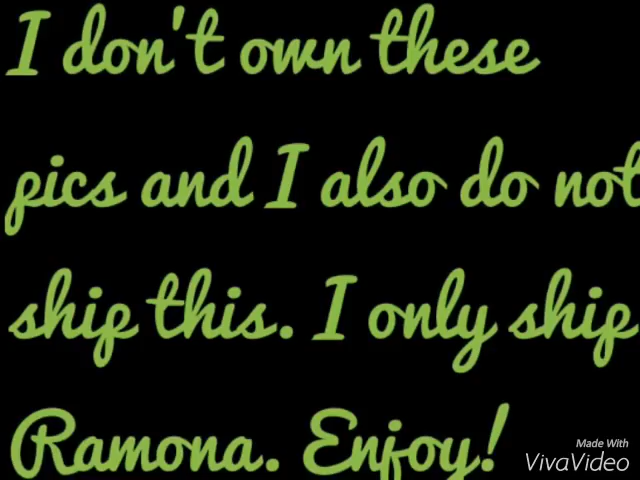 I don't own these
pics and I also do not
ship this. I only ship
Ramona. Enjoy!
Made With
VivaVideo